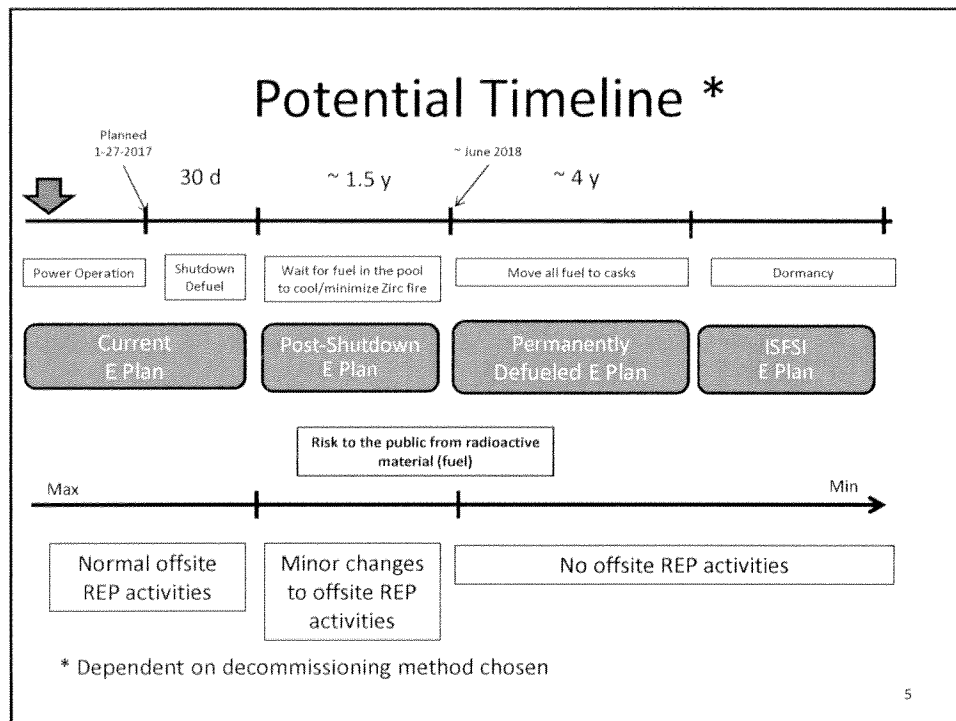 Potential Timeline *
Planned
1-27-2017
30 d
~ 1.5 y
~ June 2018
~ 4 y
Power Operation
Shutdown
Defuel
Wait for fuel in the pool
to cool/minimize Zirc fire
Move all fuel to casks
Dormancy
Current
E Plan
Post-Shutdown
E Plan
Permanently
Defueled E Plan
ISFSI
E Plan
Risk to the public from radioactive
material (fuel)
Max
Min
Normal offsite
REP activities
Minor changes
to offsite REP
activities
No offsite REP activities
* Dependent on decommissioning method chosen
5